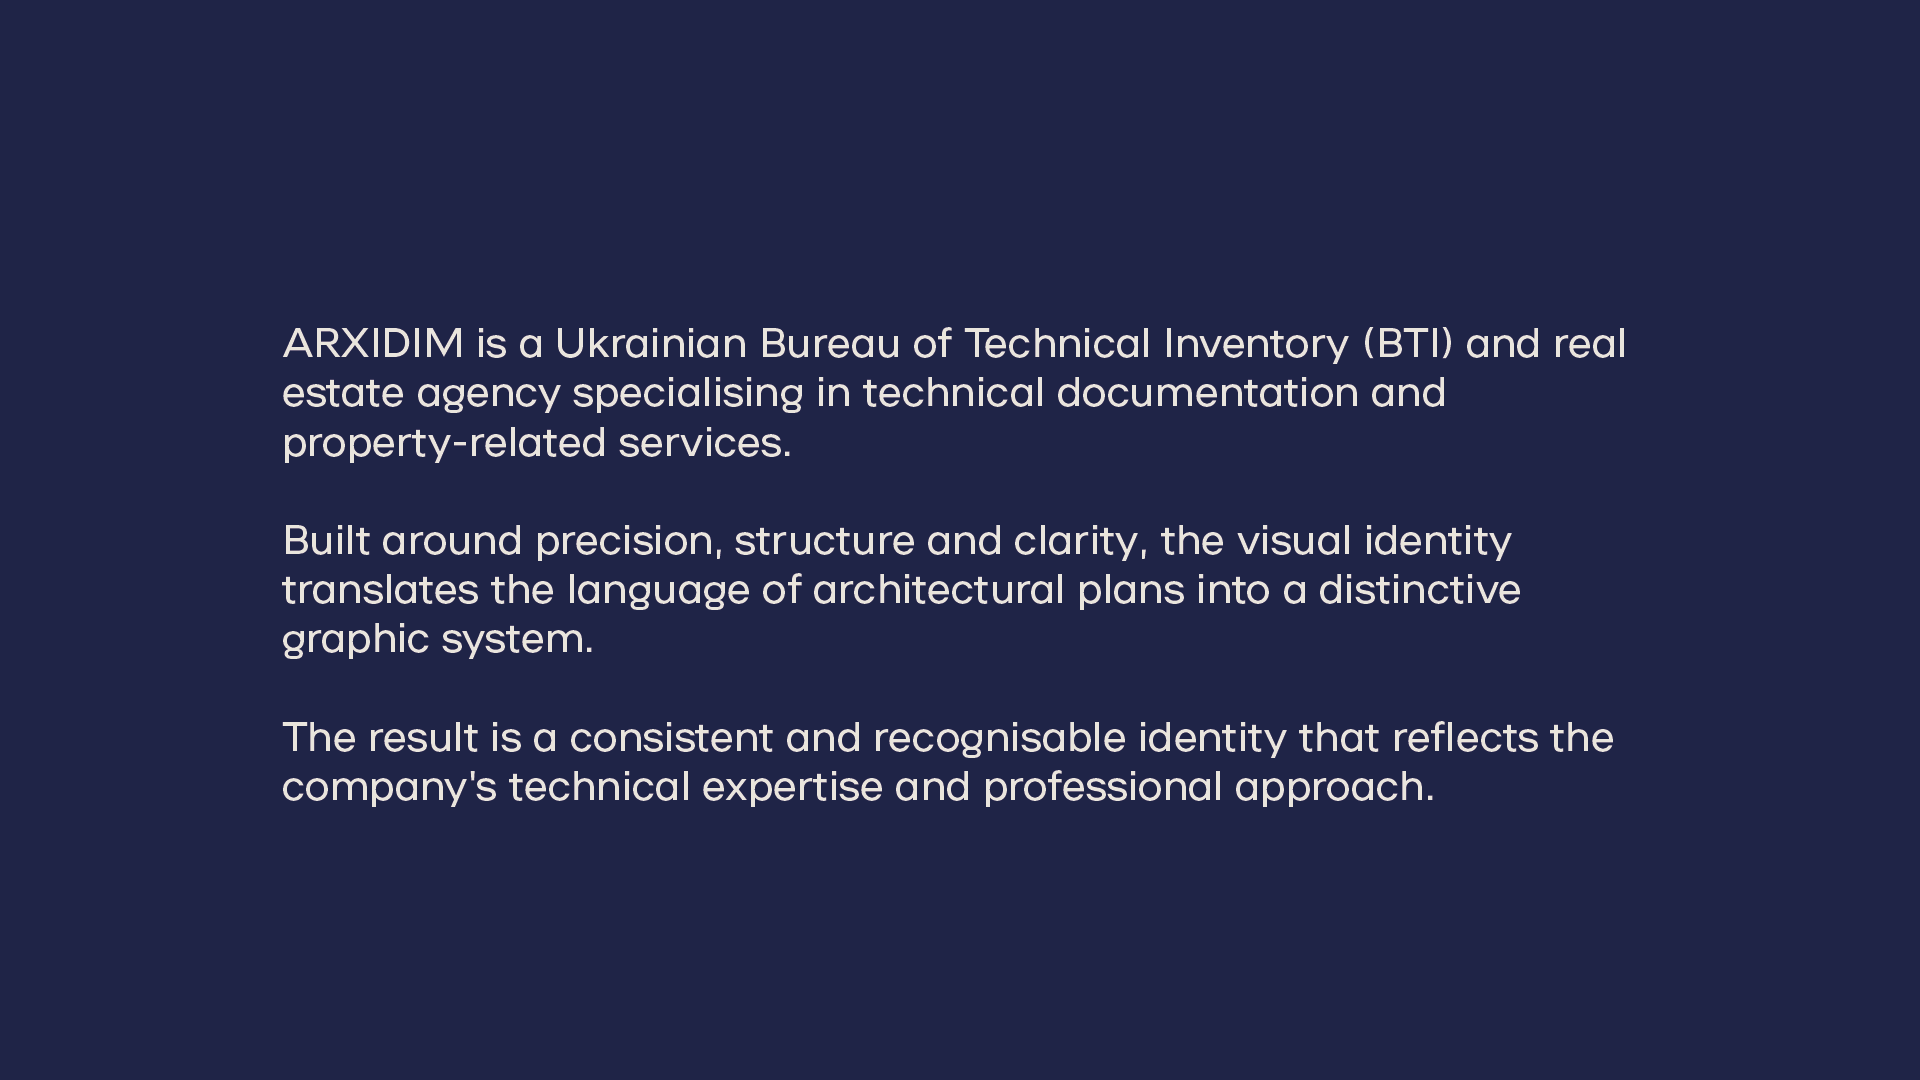 ARXIDIM is a Ukrainian Bureau of Technical Inventory (BTI) and real
estate agency specialising in technical documentation and
property-related services.
Built around precision, structure and clarity, the visual identity
translates the language of architectural plans into a distinctive
graphic system.
The result is a consistent and recognisable identity that reflects the
company's technical expertise and professional approach.